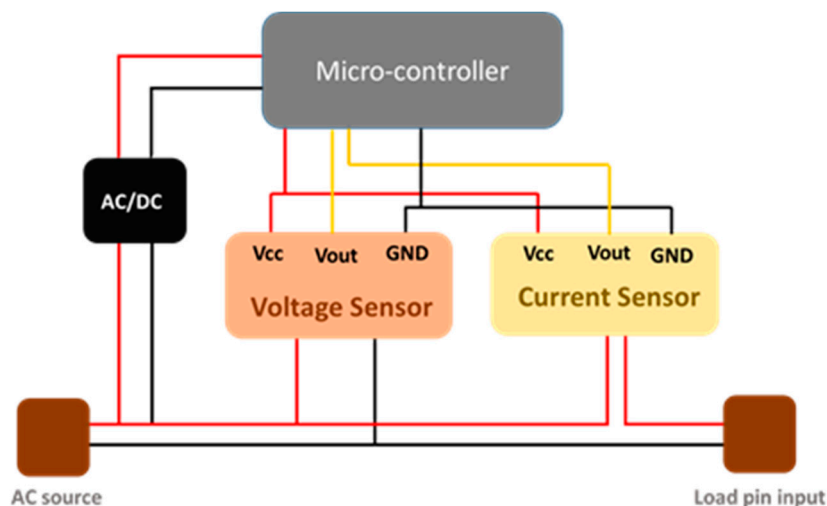 Micro-controller
AC/DC
Vcc Vout GND
Voltage Sensor
Vcc Vout GND
Current Sensor
AC source
Load pin input